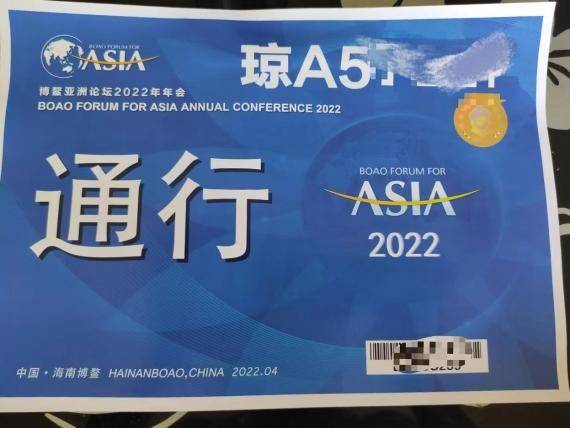 BOAO FORUM FOR
ASIA
琼A5
博鳌亚洲论坛2022年年会
BOAO FORUM FOR ASIA ANNUAL CONFERENCE 2022
通行
BOAO FORUM FOR
ASIA
2022
中国·海南博鳌 HAINANBOAO,CHINA 2022.04